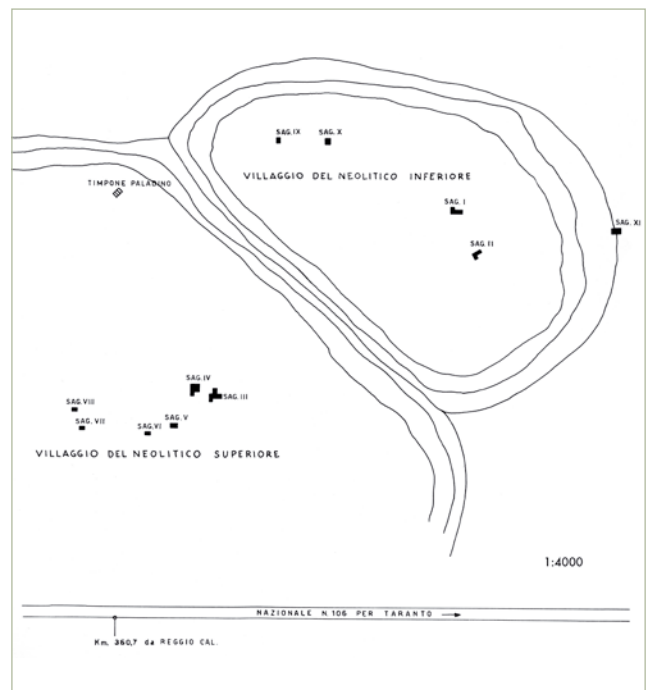 SAG. IX
SAG. X
VILLAGGIO DEL NEOLITICO INFERIORE
TIMPONE PALADINO
SAG. I
SAG. XI
SAG. II
SAG. IV
SAG. III
SAG. VIII
SAG. VII
SAG. VI
SAG. V
VILLAGGIO DEL NEOLITICO SUPERIORE
1:4000
NAZIONALE N. 106 PER TARANTO
Km. 360,7 da REGGIO CAL.